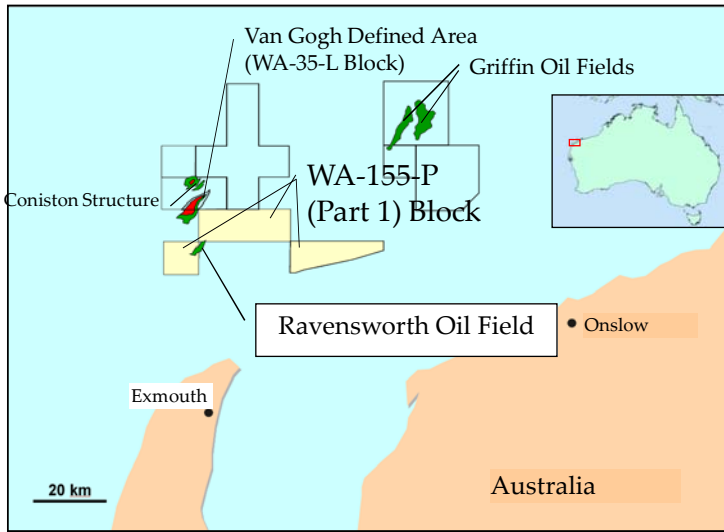 Van Gogh Defined Area
(WA-35-L Block)
Griffin Oil Fields
Coniston Structure
WA-155-P
(Part 1) Block
Ravensworth Oil Field
Onslow
Exmouth
20 km
Australia